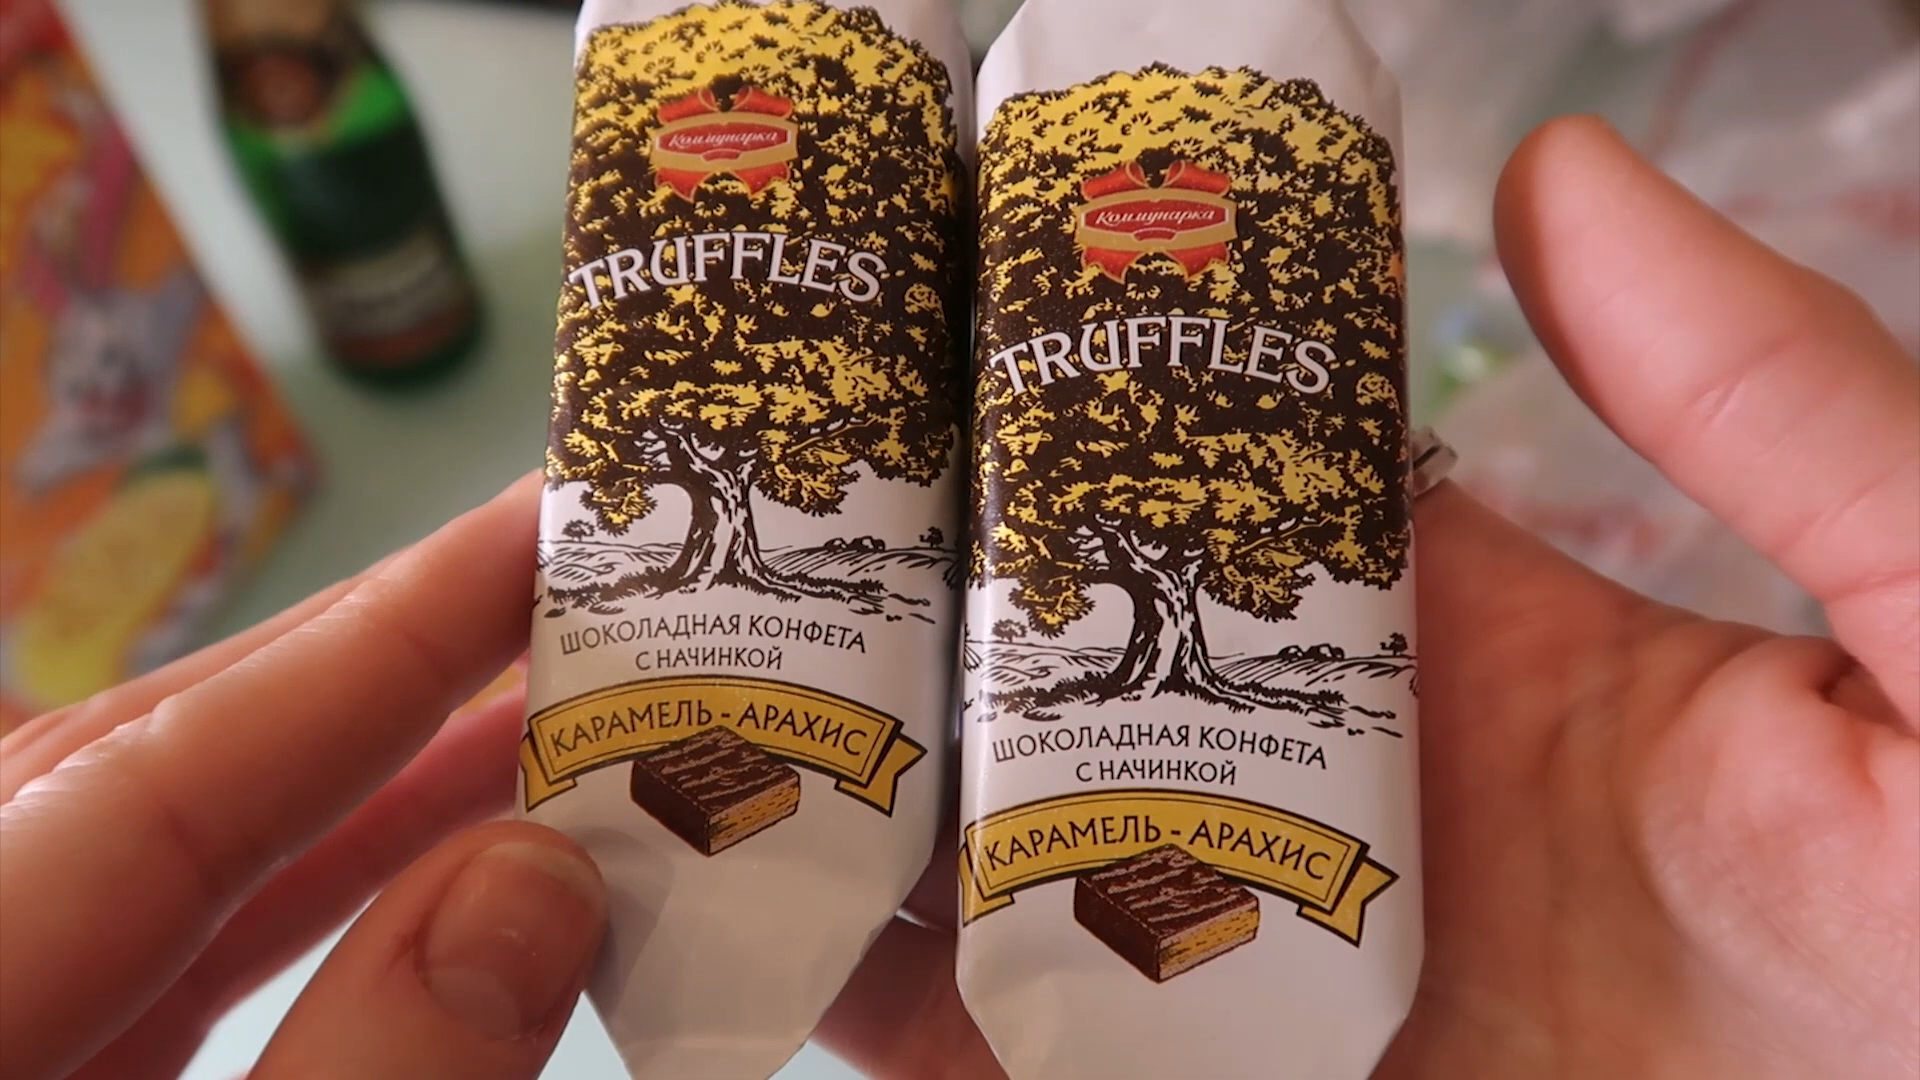 Коммунарка
TRUFFLES
ШОКОЛАДНАЯ КОНФЕТА
С НАЧИНКОЙ
КАРАМЕЛЬ - АРАХИС
Коммунарка
TRUFFLES
ШОКОЛАДНАЯ КОНФЕТА
С НАЧИНКОЙ
КАРАМЕЛЬ - АРАХИС